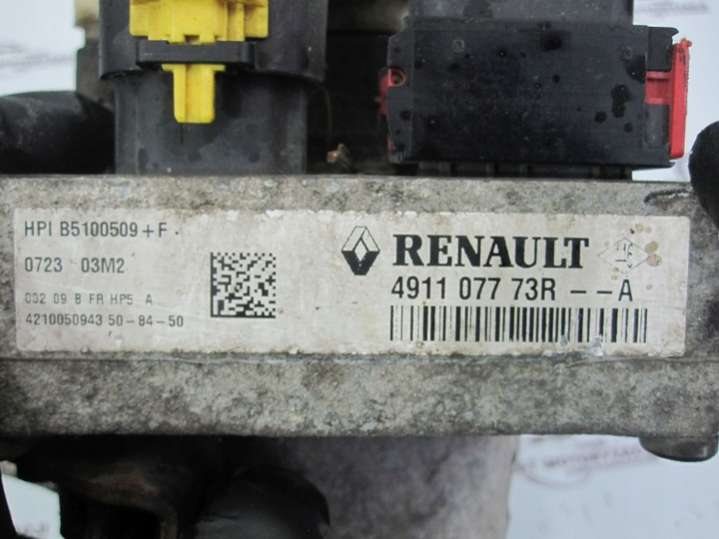 HPI B5100509+F
0723 03M2
032 09 B FR HP5 A
4210050943 50-84-50
RENAULT
4911 077 73R --A